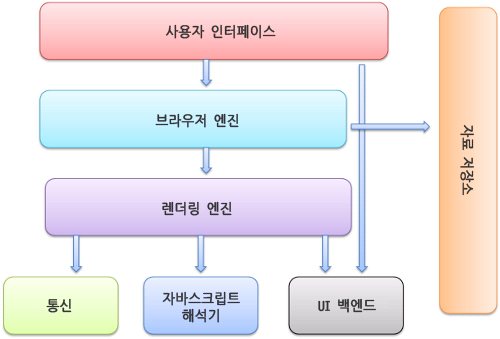 사용자 인터페이스
브라우저 엔진
자료 저장소
렌더링 엔진
통신
자바스크립트
해석기
UI 백엔드